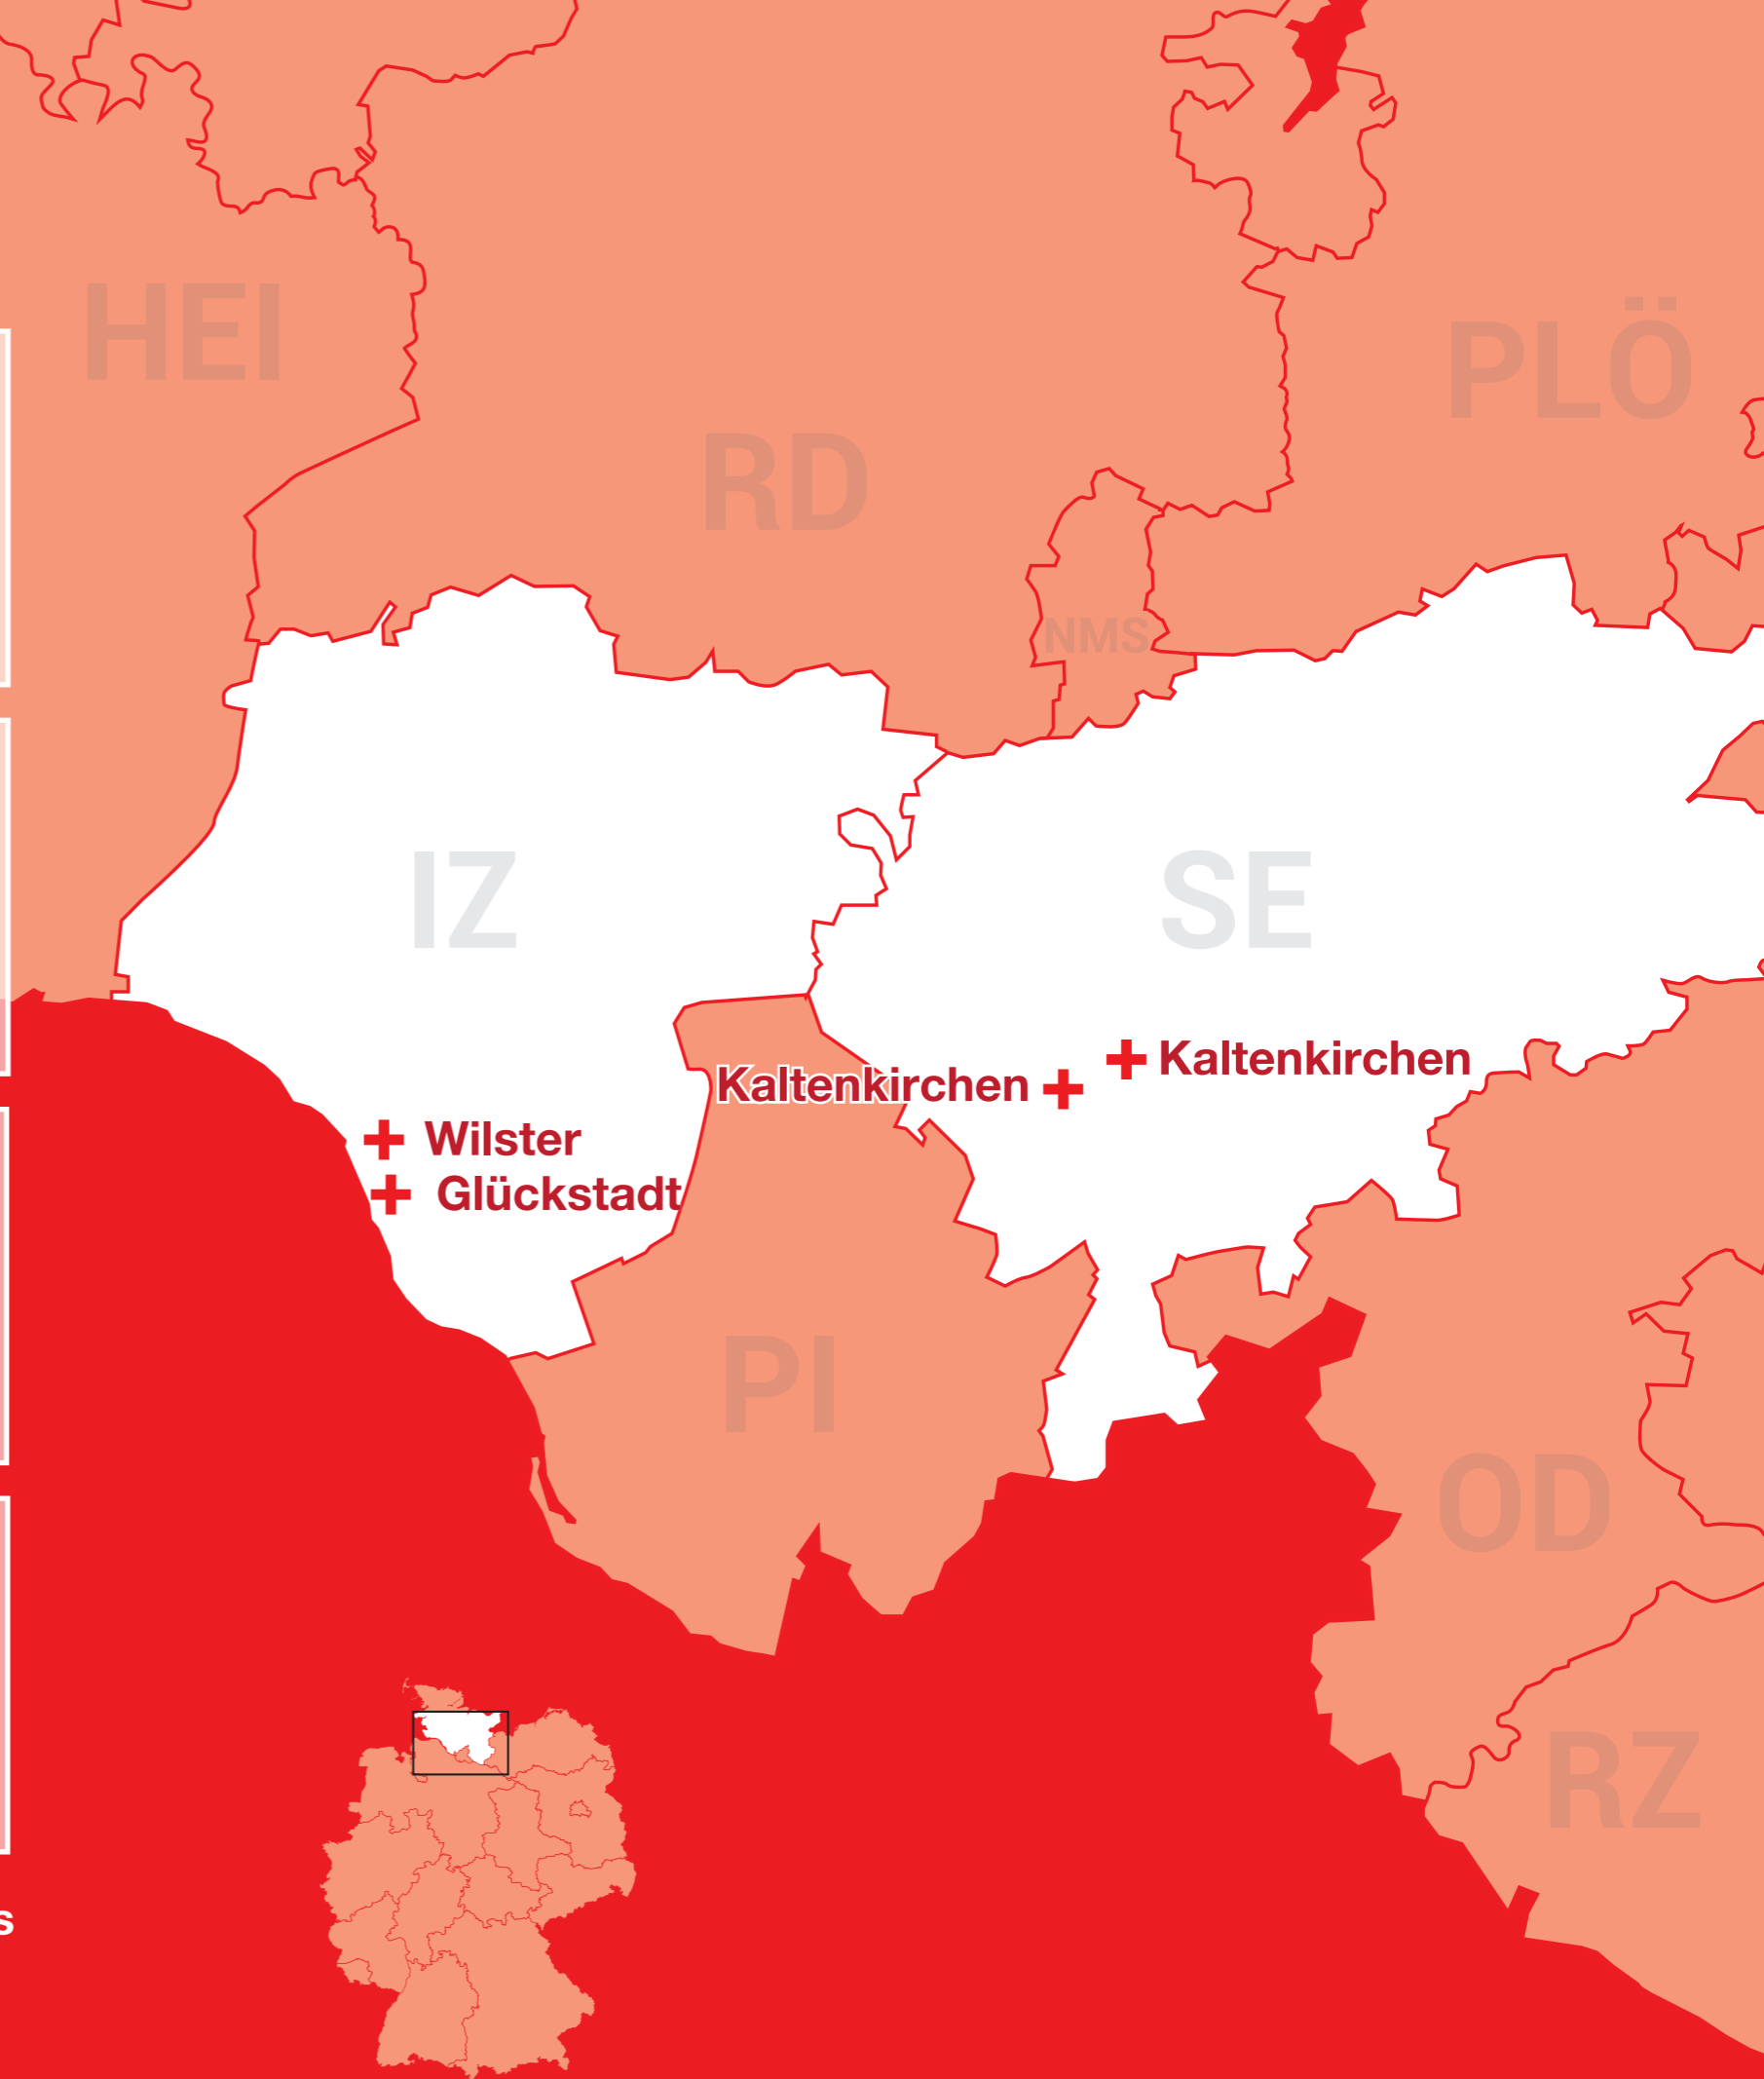 HEI
PLÖ
RD
NMS
IZ
SE
Kaltenkirchen
Kaltenkirchen
Wilster
Glückstadt
PI
OD
RZ
s